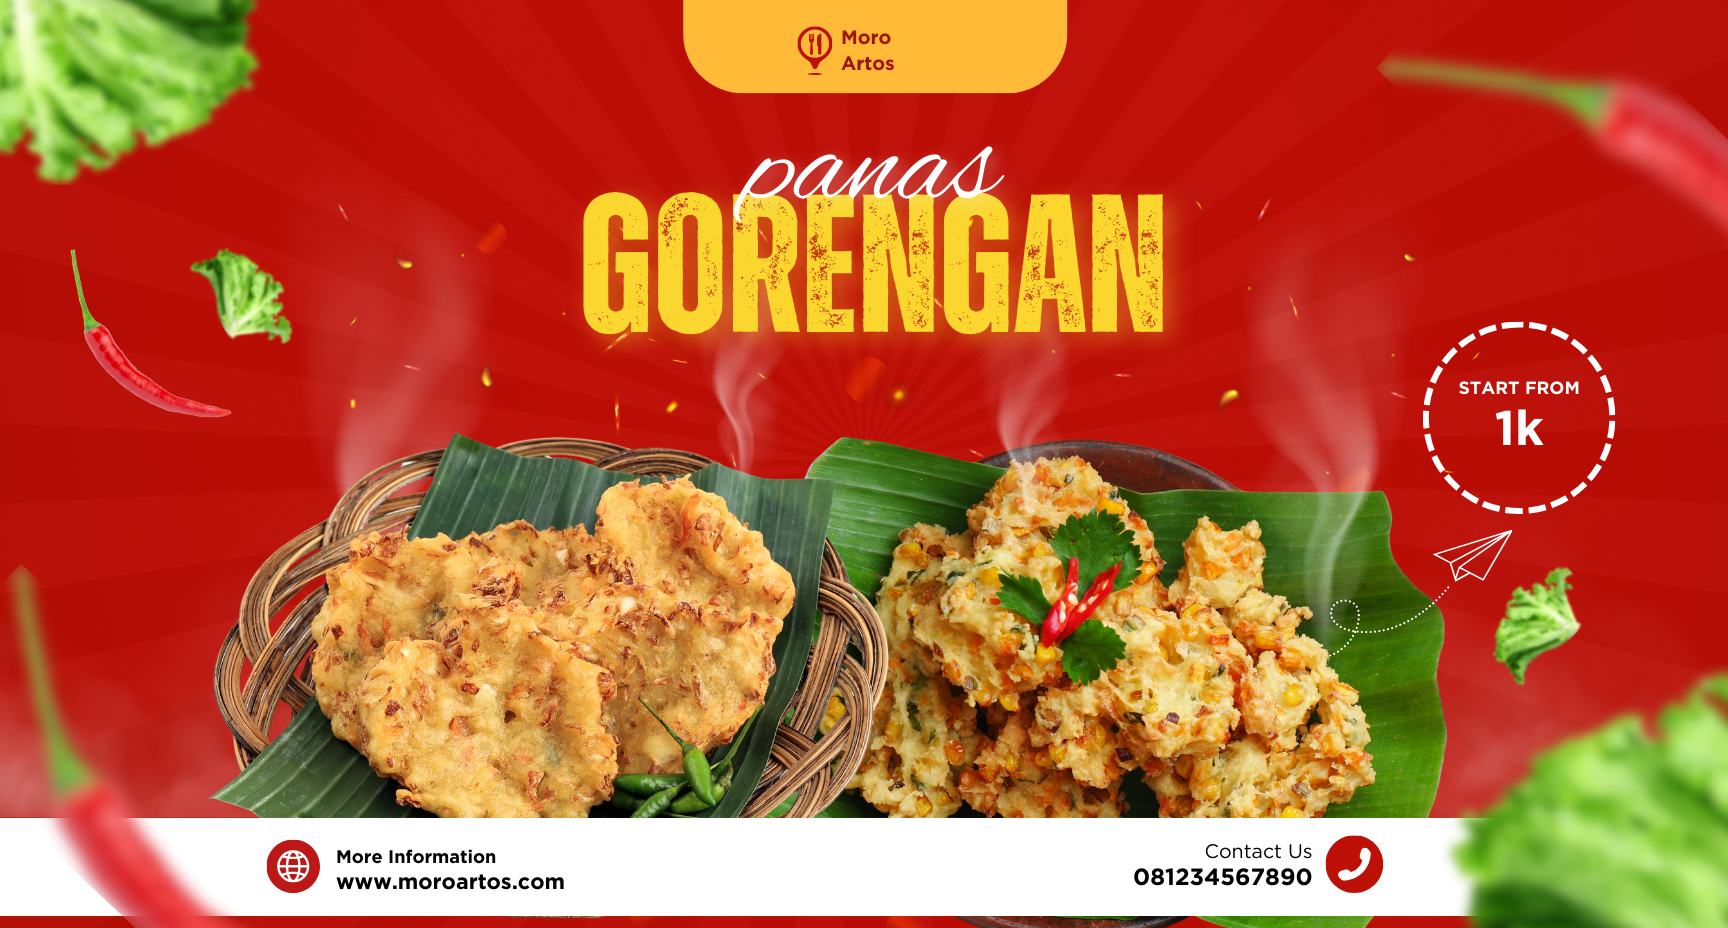 Moro
Artos
panas
GORENGAN
START FROM
1k
More Information
www.moroartos.com
Contact Us
081234567890